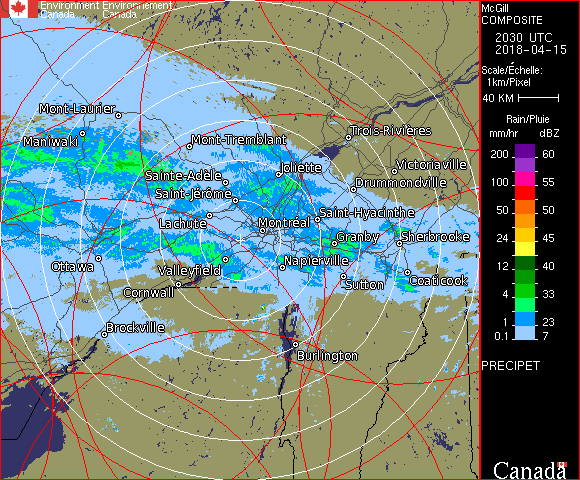 Environment Environnement
Canada Canada
McGill
COMPOSITE
2030 UTC
2018-04-15
Scale/Échelle:
1km/Pixel
40 KM
Rain/Pluie
mm/hr dBZ
200 60
100 55
50 50
24 45
12 40
4 33
1 23
0.1 7
PRECIPET
Canada
Mont-Laurier
Maniwaki
Mont-Tremblant
Trois-Rivières
Sainte-Adèle
Joliette
Victoriaville
Saint-Jérôme
Drummondville
Lachute
Montréal
Saint-Hyacinthe
Granby
Sherbrooke
Ottawa
Valleyfield
Napierville
Cornwall
Sutton
Coaticook
Brockville
Burlington